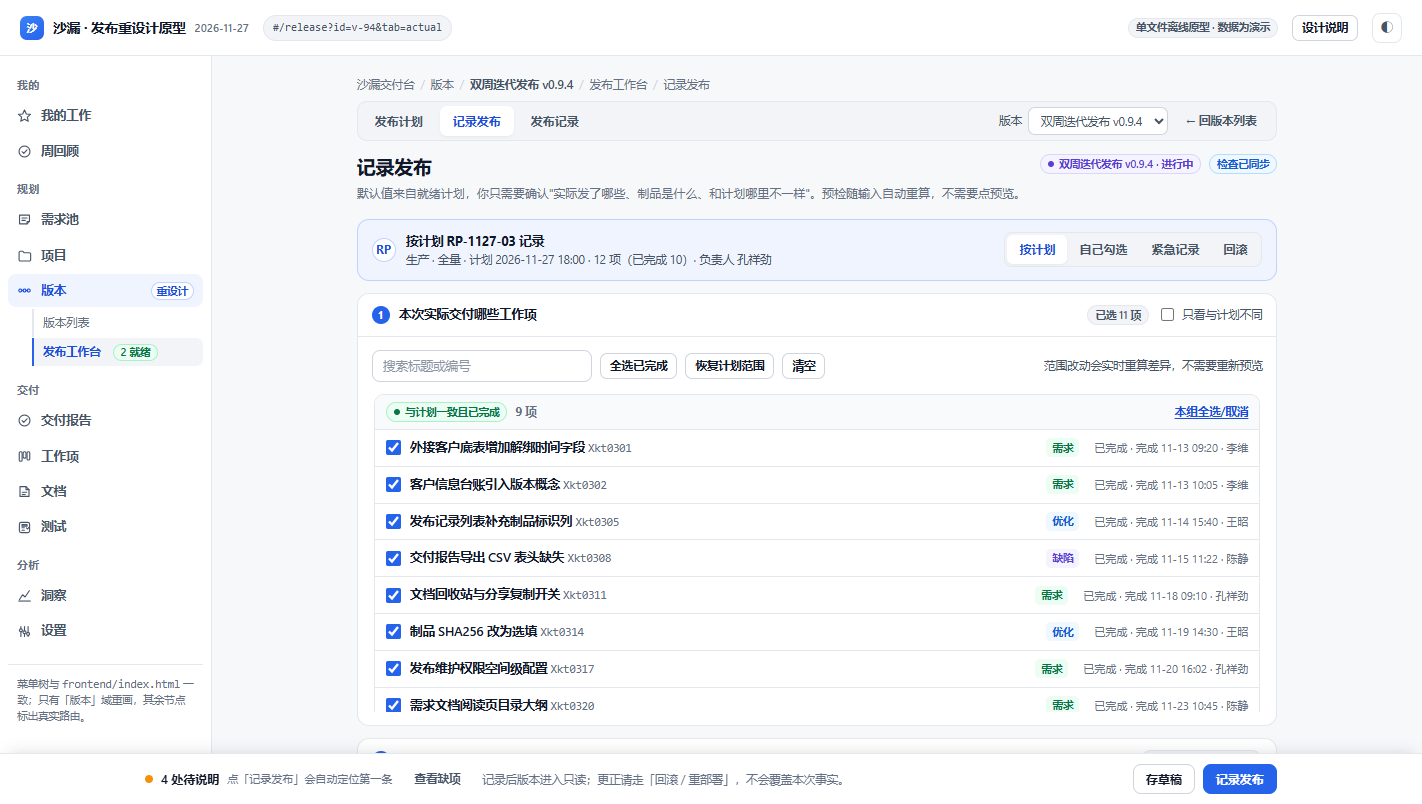 沙 沙漏 · 发布重设计原型 2026-11-27 #/release?id=v-94&tab=actual 单文件离线原型 · 数据为演示 设计说明
我的
我的工作
周回顾
规划
需求池
项目
版本 重设计
版本列表
发布工作台 2 就绪
交付
交付报告
工作项
文档
测试
分析
洞察
设置
菜单树与 frontend/index.html 一
致；只有「版本」域重画，其余节点
标出真实路由。
沙漏交付台 / 版本 / 双周迭代发布 v0.9.4 / 发布工作台 / 记录发布
发布计划 记录发布 发布记录 版本 双周迭代发布 v0.9.4 ← 回版本列表
记录发布 双周迭代发布 v0.9.4 · 进行中 检查已同步
默认值来自就绪计划，你只需要确认"实际发了哪些、制品是什么、和计划哪里不一样"。预检随输入自动重算，不需要点预览。
RP 按计划 RP-1127-03 记录
生产 · 全量 · 计划 2026-11-27 18:00 · 12 项（已完成 10）· 负责人 孔祥劲
按计划 自己勾选 紧急记录 回滚
1 本次实际交付哪些工作项 已选 11 项 只看与计划不同
搜索标题或编号 全选已完成 恢复计划范围 清空 范围改动会实时重算差异，不需要重新预览
与计划一致且已完成 9 项 本组全选/取消
外接客户底表增加解绑时间字段 Xkt0301 需求 已完成 · 完成 11-13 09:20 · 李维
客户信息台账引入版本概念 Xkt0302 需求 已完成 · 完成 11-13 10:05 · 李维
发布记录列表补充制品标识列 Xkt0305 优化 已完成 · 完成 11-14 15:40 · 王昭
交付报告导出 CSV 表头缺失 Xkt0308 缺陷 已完成 · 完成 11-15 11:22 · 陈静
文档回收站与分享复制开关 Xkt0311 需求 已完成 · 完成 11-18 09:10 · 孔祥劲
制品 SHA256 改为选填 Xkt0314 优化 已完成 · 完成 11-19 14:30 · 王昭
发布维护权限空间级配置 Xkt0317 需求 已完成 · 完成 11-20 16:02 · 孔祥劲
需求文档阅读页目录大纲 Xkt0320 需求 已完成 · 完成 11-23 10:45 · 陈静
4 处待说明 点「记录发布」会自动定位第一条 查看缺项 记录后版本进入只读；更正请走「回滚 / 重部署」，不会覆盖本次事实。 存草稿 记录发布